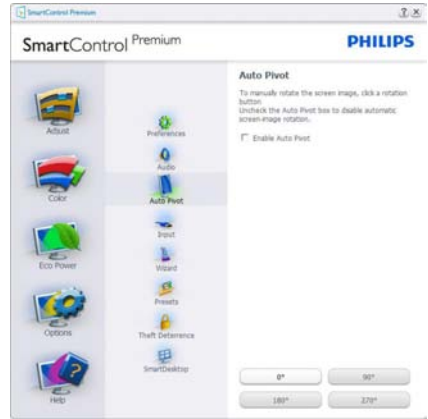 SmartControl Premium
SmartControl Premium
PHILIPS
Adjust
Color
Eco Power
Options
Help
Preferences
Audio
Auto Pivot
Input
Wizard
Presets
Theft Deterrence
SmartDesktop
Auto Pivot
To manually rotate the screen image, click a rotation
button.
Uncheck the Auto Pivot box to disable automatic
screen-image rotation.
Enable Auto Pivot
0°
90°
180°
270°